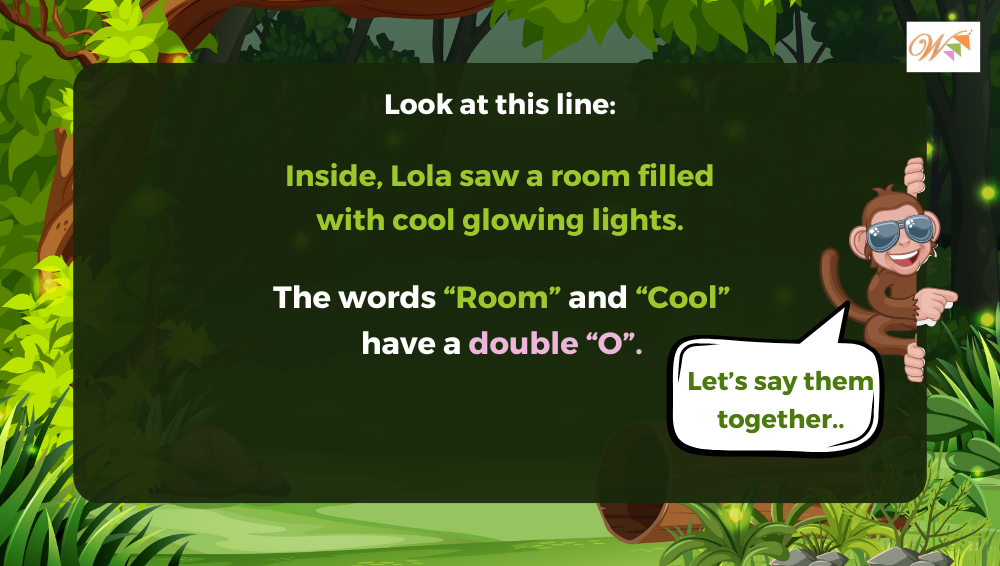 W
Look at this line:
Inside, Lola saw a room filled
with cool glowing lights.
The words “Room” and “Cool”
have a double “O”.
Let’s say them
together..